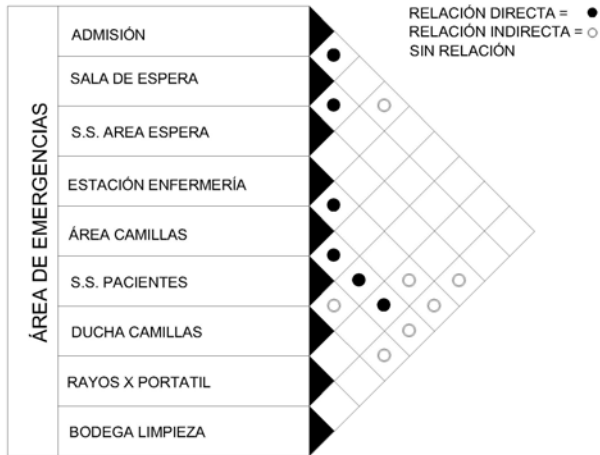 RELACIÓN DIRECTA =
RELACIÓN INDIRECTA =
SIN RELACIÓN
ÁREA DE EMERGENCIAS
ADMISIÓN
SALA DE ESPERA
S.S. AREA ESPERA
ESTACIÓN ENFERMERÍA
ÁREA CAMILLAS
S.S. PACIENTES
DUCHA CAMILLAS
RAYOS X PORTATIL
BODEGA LIMPIEZA